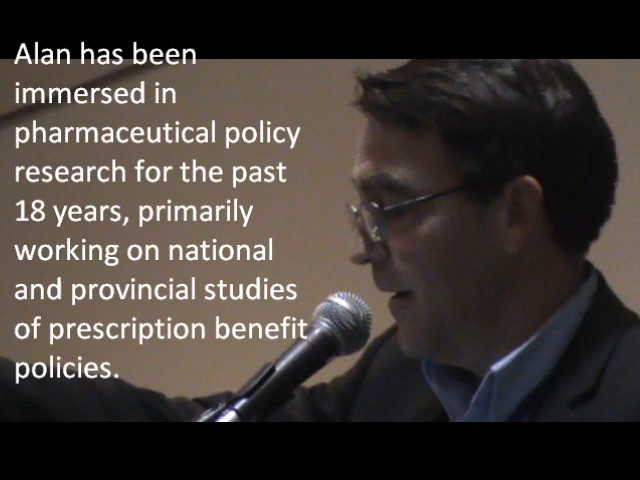 Alan has been
immersed in
pharmaceutical policy
research for the past
18 years, primarily
working on national
and provincial studies
of prescription benefit
policies.